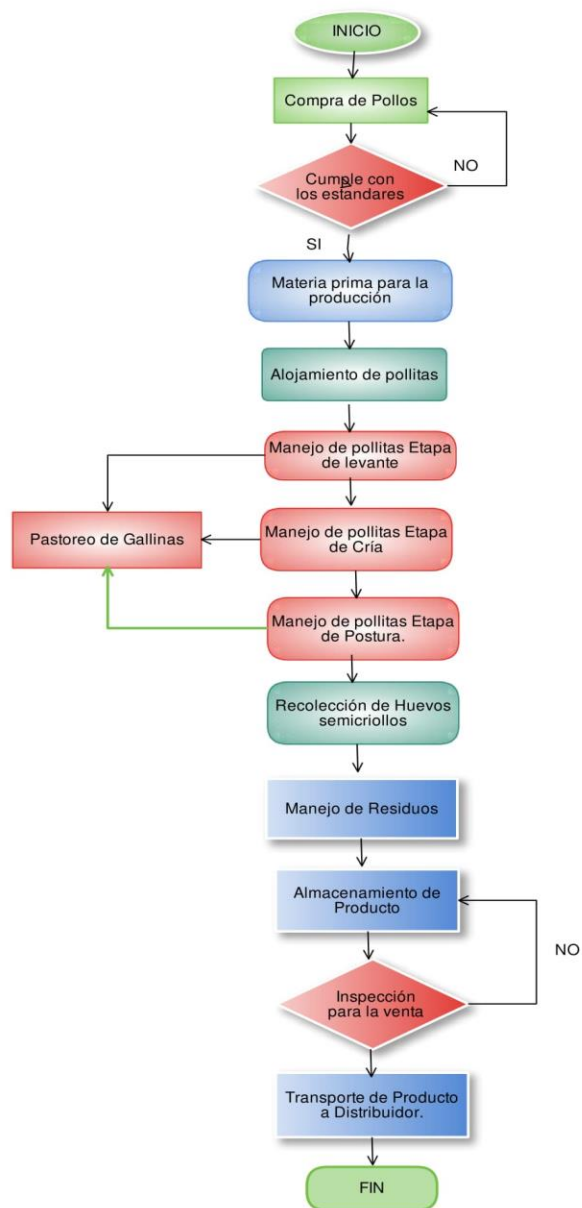 INICIO
Compra de Pollos
NO
Cumple con
los estandares
SI
Materia prima para la
producción
Alojamiento de pollitas
Manejo de pollitas Etapa
de levante
Pastoreo de Gallinas
Manejo de pollitas Etapa
de Cría
Manejo de pollitas Etapa
de Postura.
Recolección de Huevos
semicriollos
Manejo de Residuos
Almacenamiento de
Producto
NO
Inspección
para la venta
Transporte de Producto
a Distribuidor.
FIN